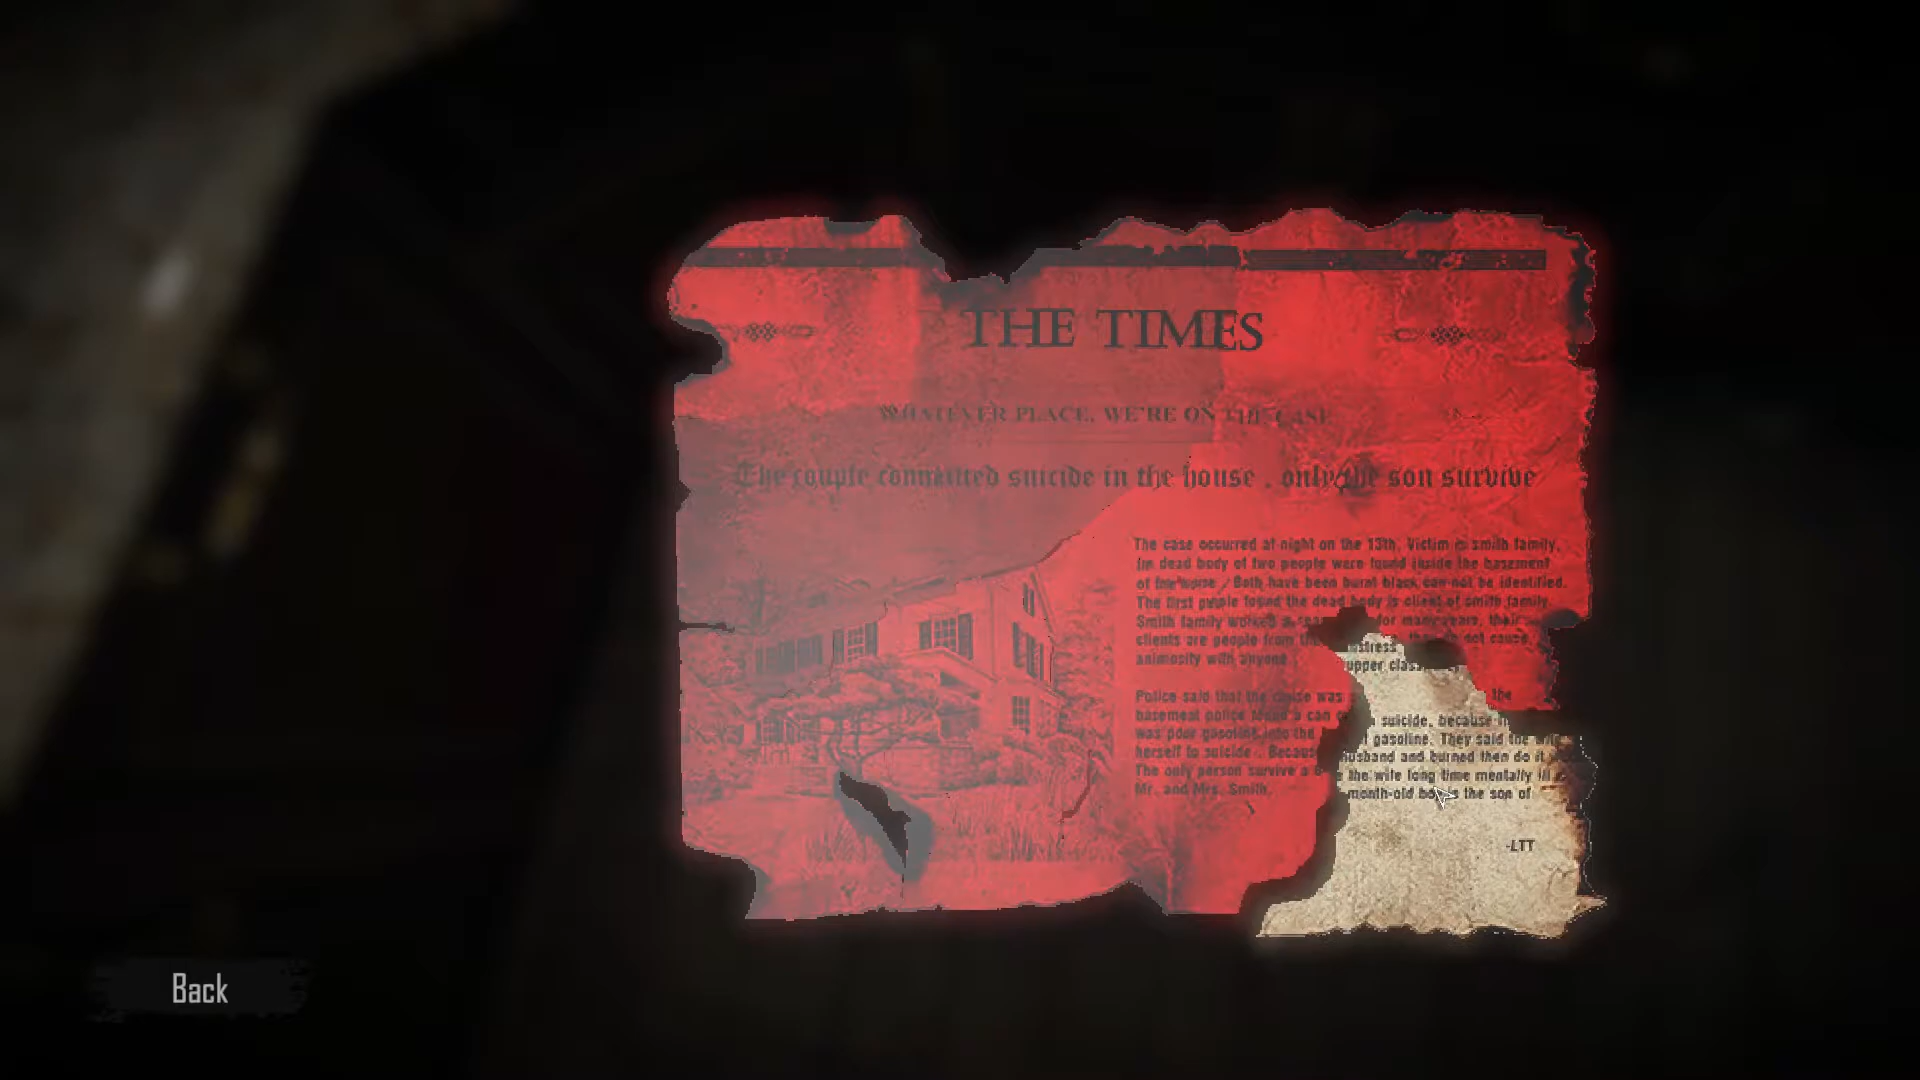 THE TIMES
WHATEVER PLACE, WE'RE ON THE CASE
The couple committed suicide in the house . only the son survive
The case occurred at night on the 13th. Victim is smith family.
dead body of two people were found inside the basement
of the house . Both have been burnt black can not be identified.
The first people found the dead body is client of smith family.
Smith family worked a sea stress for many years, their
clients are people from the upper class, not cause
animosity with anyone
Police said that the cause was suicide, because the
basement police found a can of gasoline. They said the wife
was pour gasoline into the husband and burned then do it
herself to suicide . Because the wife long time mentally ill
The only person survive a month-old the son of
Mr. and Mrs. Smith.
-LTT
Back